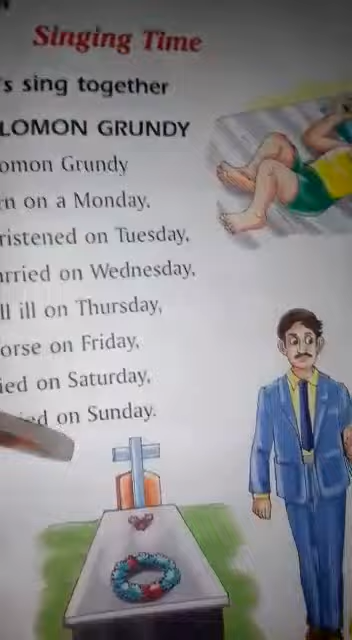 Singing Time
's sing together
LOMON GRUNDY
omon Grundy
rn on a Monday,
ristened on Tuesday,
arried on Wednesday,
ll ill on Thursday,
orse on Friday,
ied on Saturday,
ied on Sunday.